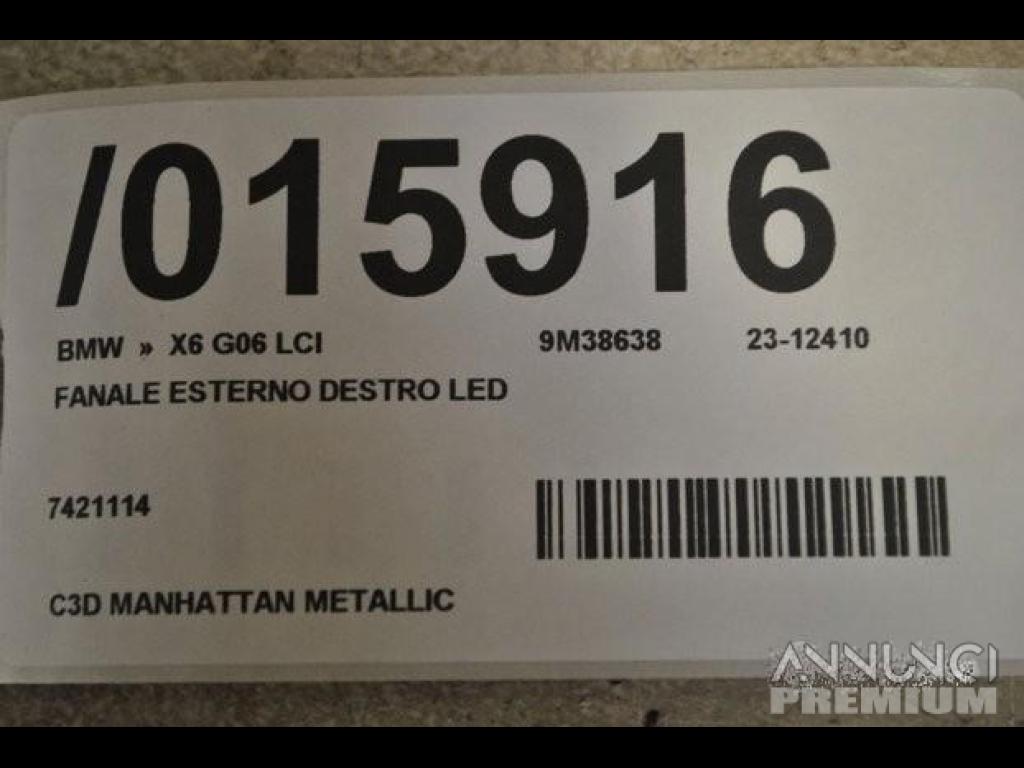 /015916
BMW » X6 G06 LCI 9M38638 23-12410
FANALE ESTERNO DESTRO LED
7421114
C3D MANHATTAN METALLIC
ANNUNCI
PREMIUM